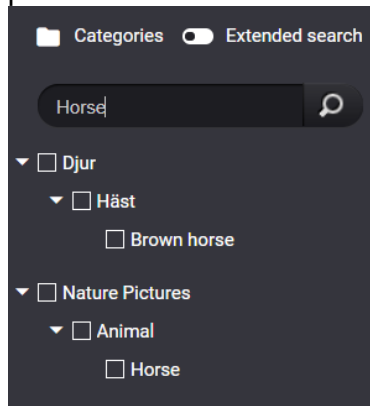 Categories Extended search
Horse
Djur
Häst
Brown horse
Nature Pictures
Animal
Horse